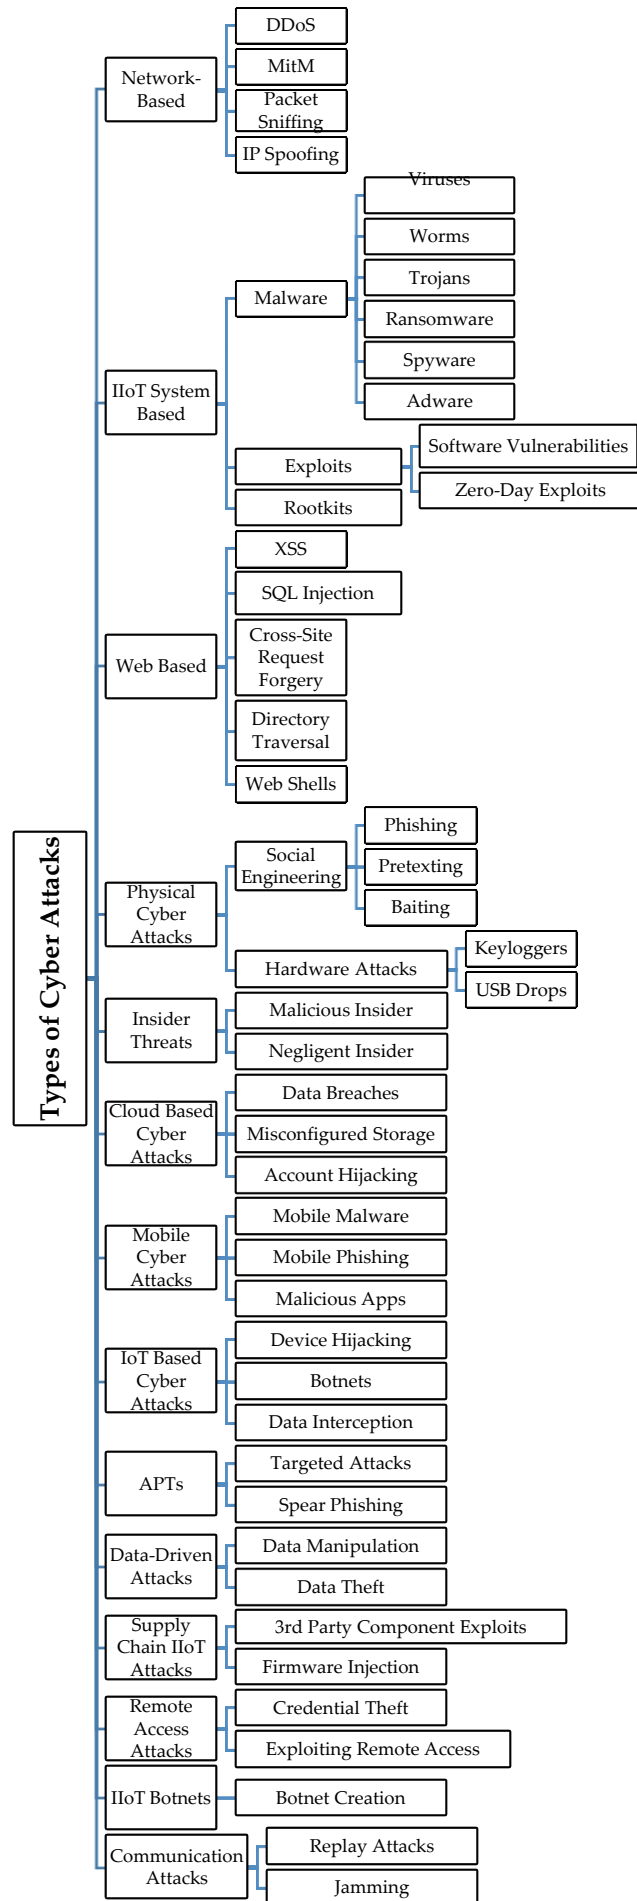 Types of Cyber Attacks
Network-
Based
DDoS
MitM
Packet
Sniffing
IP Spoofing
IIoT System
Based
Malware
Viruses
Worms
Trojans
Ransomware
Spyware
Adware
Exploits
Software Vulnerabilities
Zero-Day Exploits
Rootkits
Web Based
XSS
SQL Injection
Cross-Site
Request
Forgery
Directory
Traversal
Web Shells
Physical
Cyber
Attacks
Social
Engineering
Phishing
Pretexting
Baiting
Hardware Attacks
Keyloggers
USB Drops
Insider
Threats
Malicious Insider
Negligent Insider
Cloud Based
Cyber
Attacks
Data Breaches
Misconfigured Storage
Account Hijacking
Mobile
Cyber
Attacks
Mobile Malware
Mobile Phishing
Malicious Apps
IoT Based
Cyber
Attacks
Device Hijacking
Botnets
Data Interception
APTs
Targeted Attacks
Spear Phishing
Data-Driven
Attacks
Data Manipulation
Data Theft
Supply
Chain IIoT
Attacks
3rd Party Component Exploits
Firmware Injection
Remote
Access
Attacks
Credential Theft
Exploiting Remote Access
IIoT Botnets
Botnet Creation
Communication
Attacks
Replay Attacks
Jamming